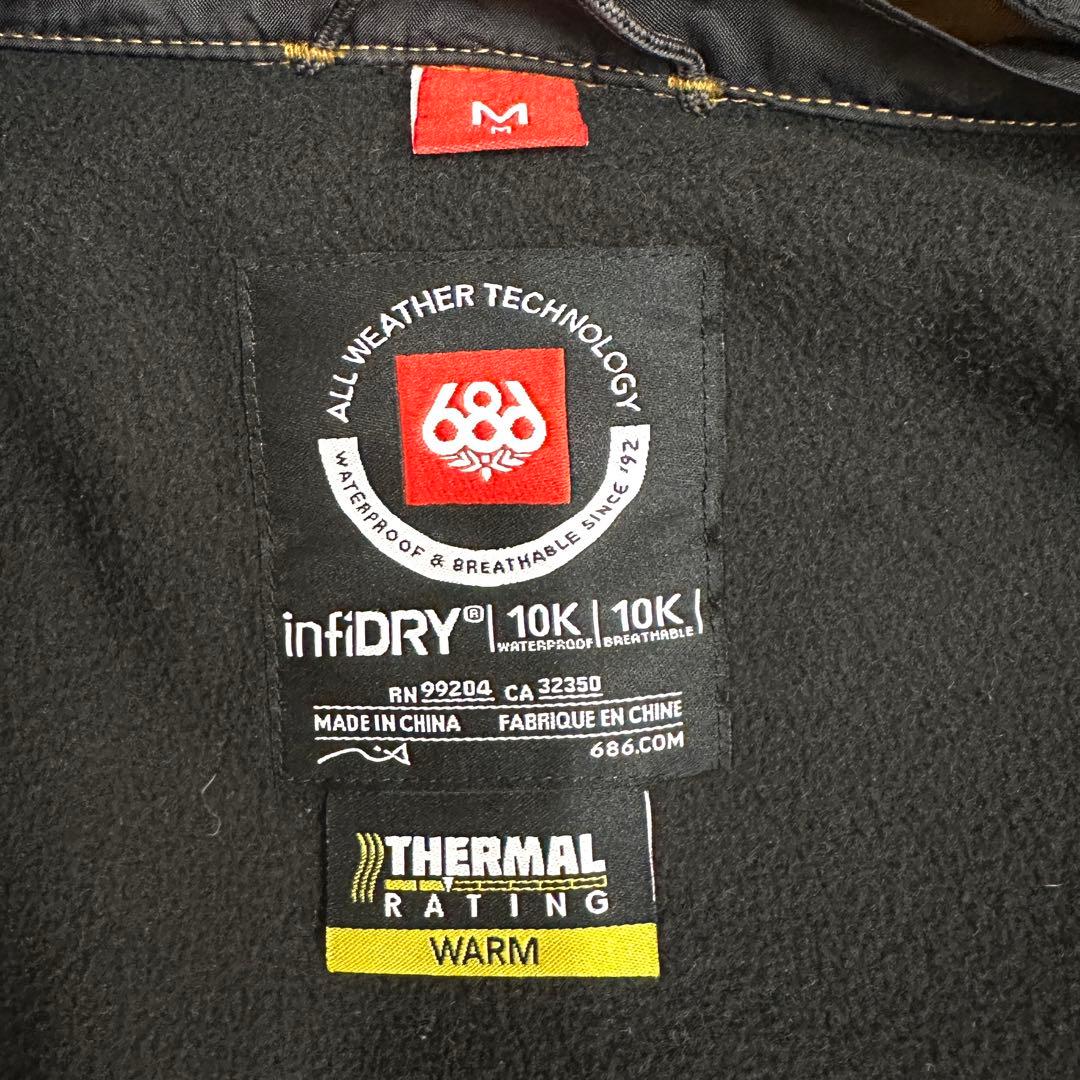 M
M
ALL WEATHER TECHNOLOGY
686
WATERPROOF & BREATHABLE SINCE '92
infiDRY® | 10K WATERPROOF | 10K BREATHABLE |
RN 99204 CA 32350
MADE IN CHINA FABRIQUE EN CHINE
686.COM
THERMAL
RATING
WARM